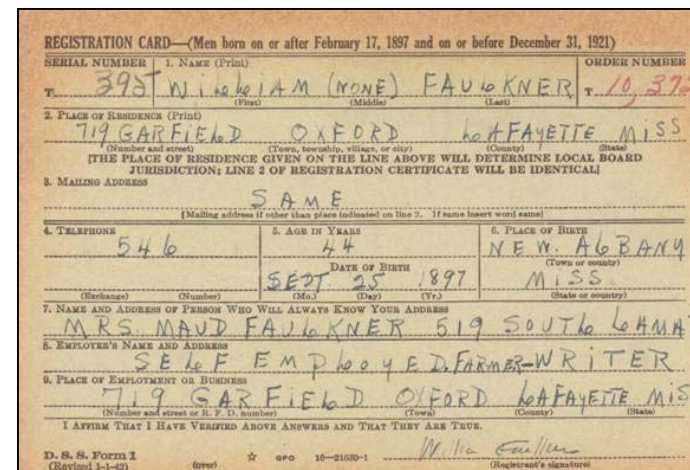 REGISTRATION CARD—(Men born on or after February 17, 1897 and on or before December 31, 1921)
SERIAL NUMBER 1. NAME (Print) ORDER NUMBER
T. 395 WiLLiAM (NONE) FAULKNER T 10,376
(First) (Middle) (Last)
2. PLACE OF RESIDENCE (Print)
719 GARFiELD OXFORD LAFAYETTE MiSS
(Number and street) (Town, township, village, or city) (County) (State)
[THE PLACE OF RESIDENCE GIVEN ON THE LINE ABOVE WILL DETERMINE LOCAL BOARD
JURISDICTION; LINE 2 OF REGISTRATION CERTIFICATE WILL BE IDENTICAL]
3. MAILING ADDRESS
SAME
[Mailing address if other than place indicated on line 2. If same insert word same]
4. TELEPHONE 5. AGE IN YEARS 6. PLACE OF BIRTH
546 44 NEW. ALBANY
DATE OF BIRTH (Town or county)
SEPT 25 1897 MiSS
(Exchange) (Number) (Mo.) (Day) (Yr.) (State or country)
7. NAME AND ADDRESS OF PERSON WHO WILL ALWAYS KNOW YOUR ADDRESS
MRS MAUD FAULKNER 519 SOUTH LAMA
8. EMPLOYER'S NAME AND ADDRESS
SELF EMPLOYED. FARMER-WRiTER
9. PLACE OF EMPLOYMENT OR BUSINESS
719 GARFiELD OXFORD LAFAYETTE MiS
(Number and street or R. F. D. number) (Town) (County) (State)
I AFFIRM THAT I HAVE VERIFIED ABOVE ANSWERS AND THAT THEY ARE TRUE.
D. S. S. Form 1 William Faulkner
(Revised 1-1-42) (over) ☆ GPO 16—21630-1 (Registrant's signature)